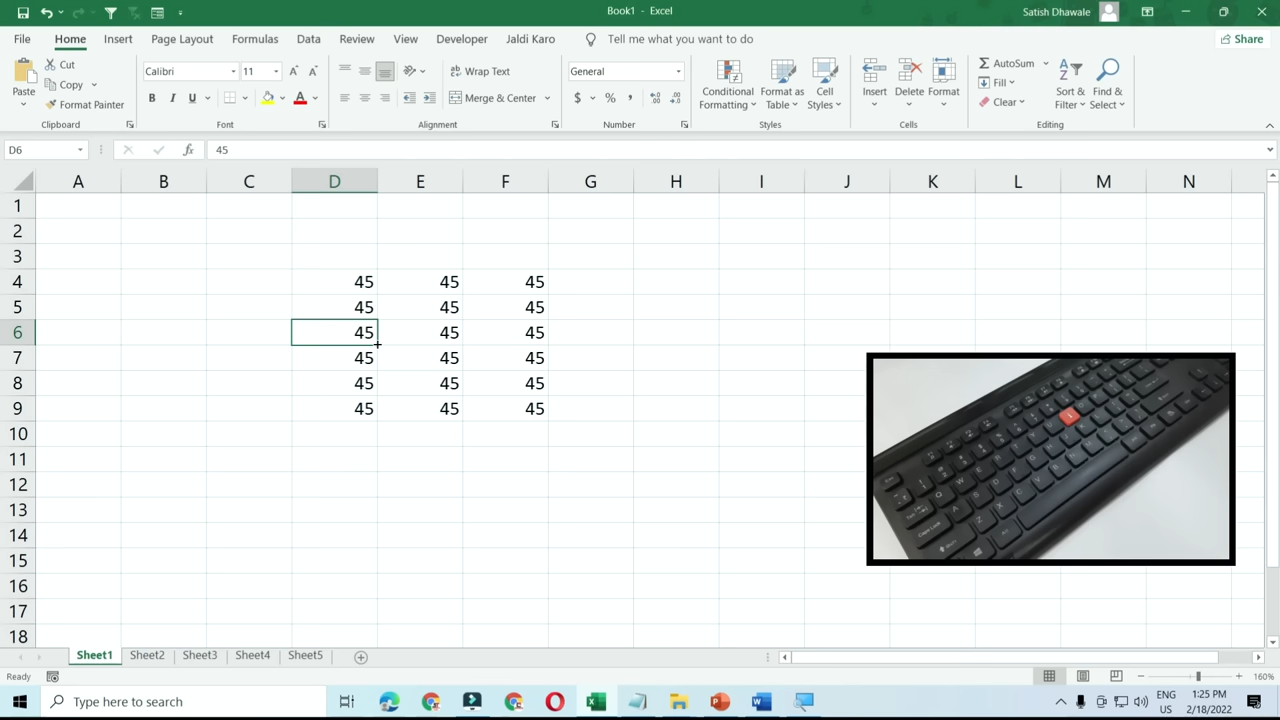 Book1 - Excel
Satish Dhawale
File Home Insert Page Layout Formulas Data Review View Developer Jaldi Karo Tell me what you want to do Share
Paste Cut Copy Format Painter Clipboard
Calibri 11 B I U A Font
Wrap Text Merge & Center Alignment
General $ % , Number
Conditional Formatting Format as Table Cell Styles Styles
Insert Delete Format Cells
AutoSum Fill Clear Sort & Filter Find & Select Editing
D6 fx 45
A B C D E F G H I J K L M N
1
2
3
4 45 45 45
5 45 45 45
6 45 45 45
7 45 45 45
8 45 45 45
9 45 45 45
10
11
12
13
14
15
16
17
18
Sheet1 Sheet2 Sheet3 Sheet4 Sheet5
Ready 160%
Type here to search
ENG US
1:25 PM
2/18/2022